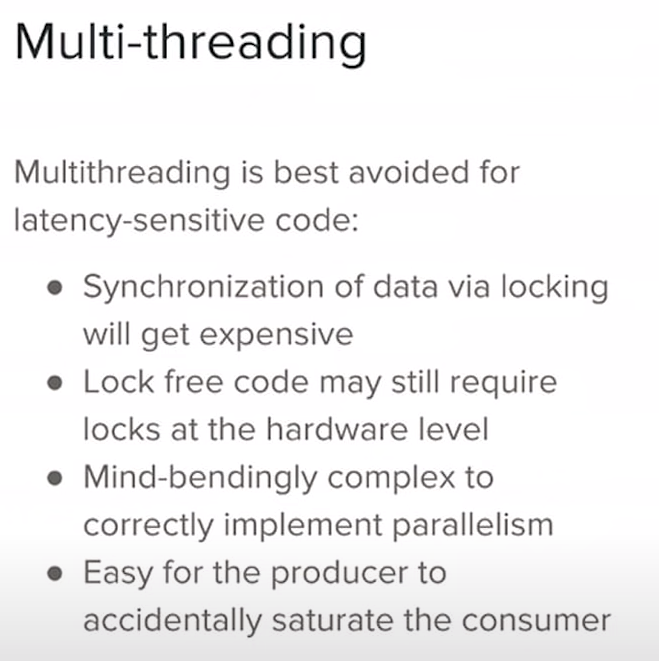 Multi-threading
Multithreading is best avoided for
latency-sensitive code:
● Synchronization of data via locking
will get expensive
● Lock free code may still require
locks at the hardware level
● Mind-bendingly complex to
correctly implement parallelism
● Easy for the producer to
accidentally saturate the consumer